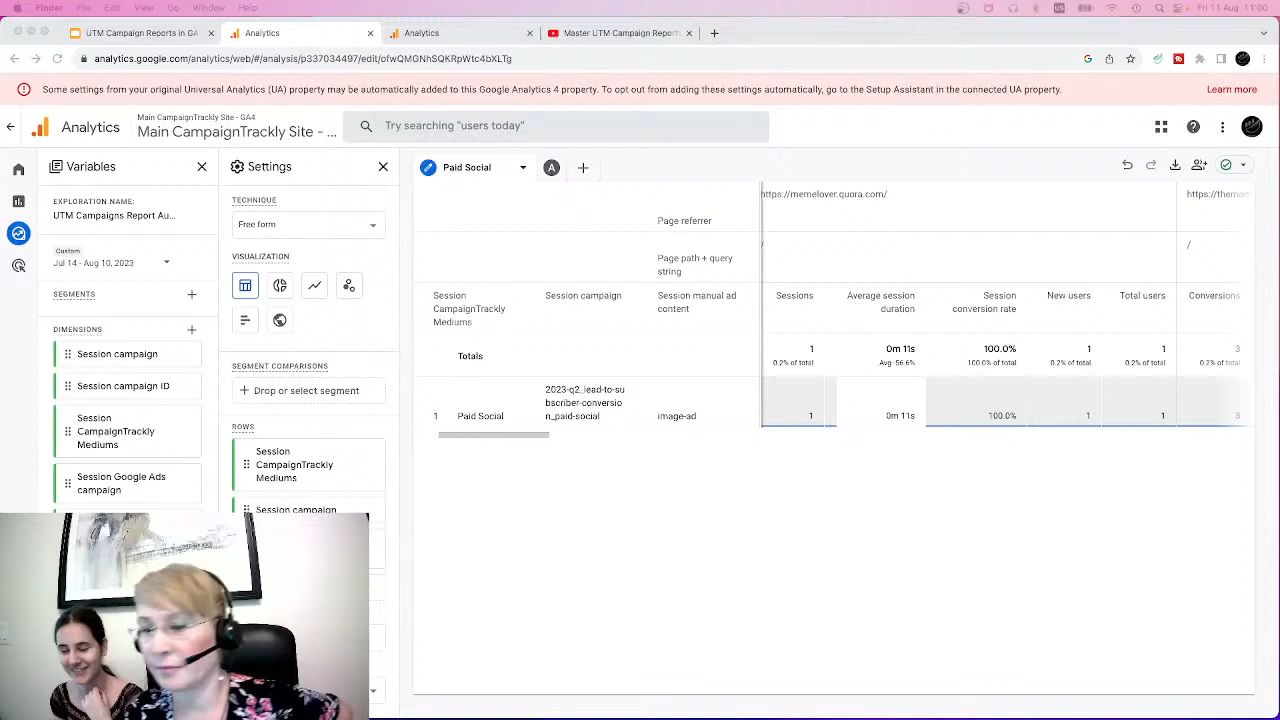 Finder File Edit View Go Window Help
US
Fri 11 Aug 11:00
UTM Campaign Reports in GA
Analytics
Analytics
Master UTM Campaign Report
analytics.google.com/analytics/web/#/analysis/p337034497/edit/ofwQMGNhSQKRpWtc4bXLTg
Some settings from your original Universal Analytics (UA) property may be automatically added to this Google Analytics 4 property. To opt out from adding these settings automatically, go to the Setup Assistant in the connected UA property.
Learn more
Analytics
Main CampaignTrackly Site - GA4
Main CampaignTrackly Site - ...
Try searching "users today"
Variables
EXPLORATION NAME:
UTM Campaigns Report Au...
Custom
Jul 14 - Aug 10, 2023
SEGMENTS
DIMENSIONS
Session campaign
Session campaign ID
Session
CampaignTrackly
Mediums
Session Google Ads
campaign
Settings
TECHNIQUE
Free form
VISUALIZATION
SEGMENT COMPARISONS
Drop or select segment
ROWS
Session
CampaignTrackly
Mediums
Session campaign
Paid Social
A
https://memelover.quora.com/
https://themar
Page referrer
/
/
Page path + query
string
Session
CampaignTrackly
Mediums
Session campaign
Session manual ad
content
Sessions
Average session
duration
Session
conversion rate
New users
Total users
Conversions
Totals
1
0.2% of total
0m 11s
Avg -56.6%
100.0%
100.0% of total
1
0.2% of total
1
0.2% of total
3
0.2% of total
1
Paid Social
2023-q2_lead-to-su
bscriber-conversio
n_paid-social
image-ad
1
0m 11s
100.0%
1
1
3